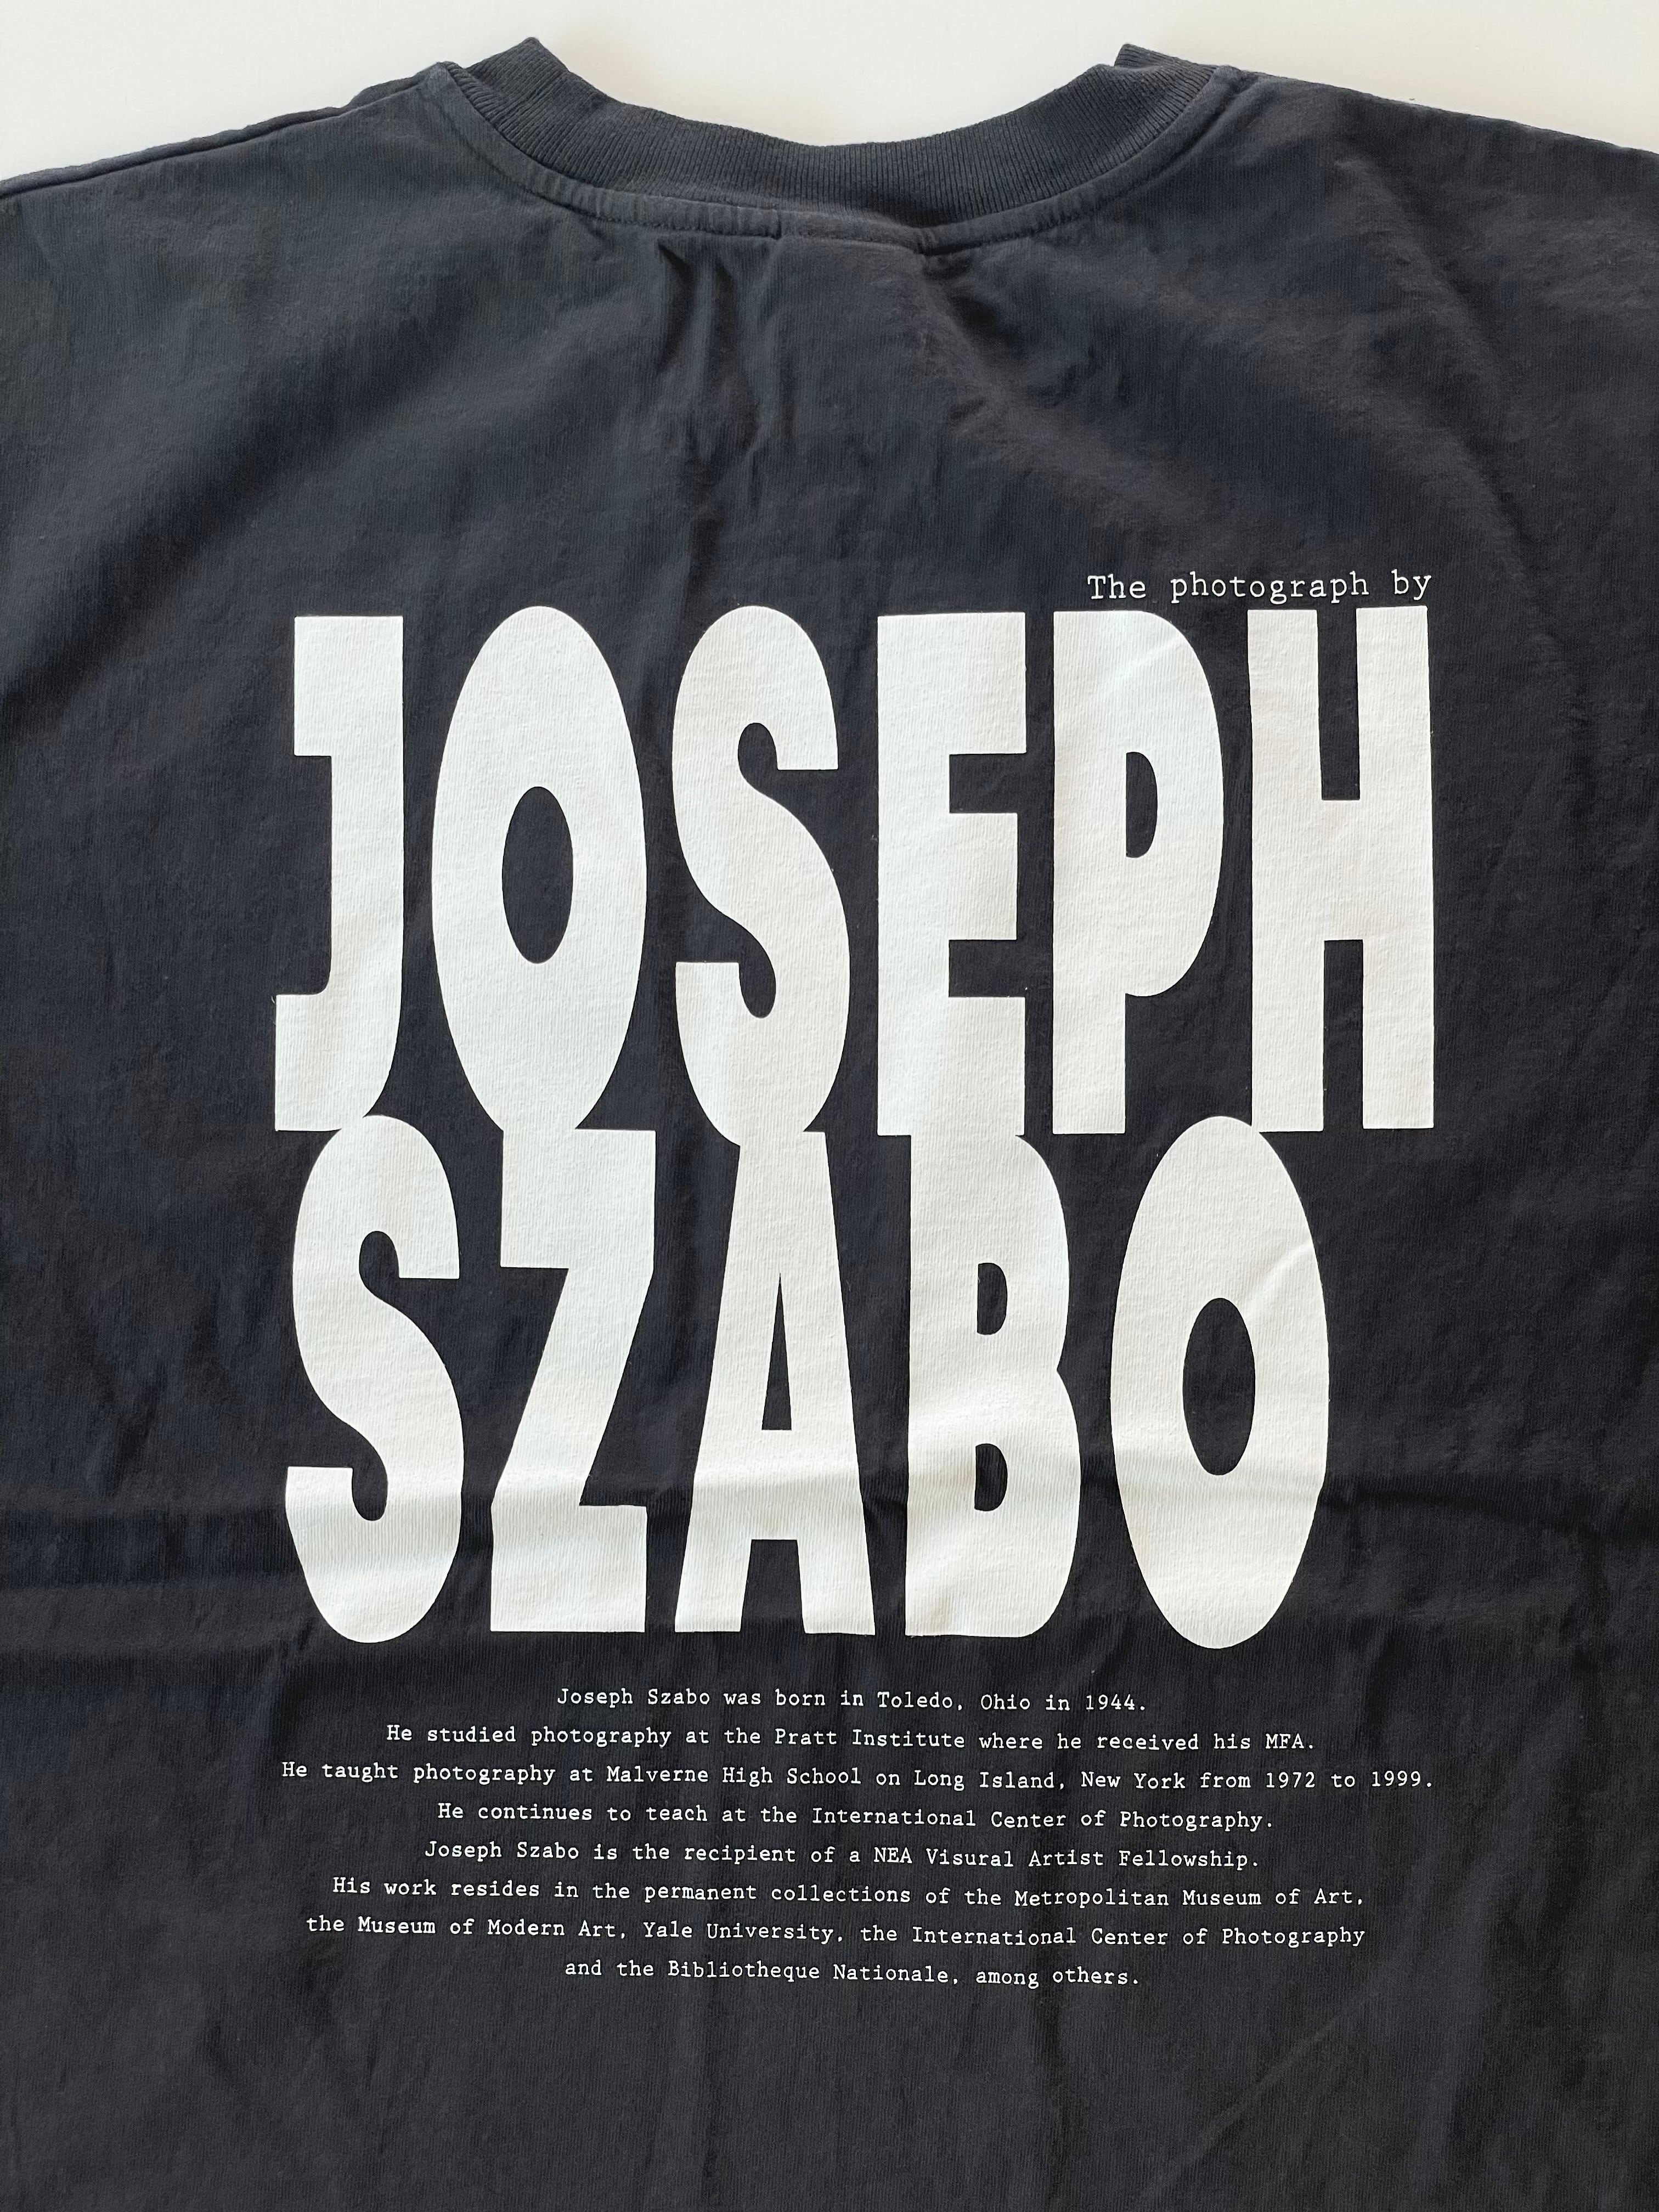 The photograph by
JOSEPH
SZABO
Joseph Szabo was born in Toledo, Ohio in 1944.
He studied photography at the Pratt Institute where he received his MFA.
He taught photography at Malverne High School on Long Island, New York from 1972 to 1999.
He continues to teach at the International Center of Photography.
Joseph Szabo is the recipient of a NEA Visural Artist Fellowship.
His work resides in the permanent collections of the Metropolitan Museum of Art,
the Museum of Modern Art, Yale University, the International Center of Photography
and the Bibliotheque Nationale, among others.